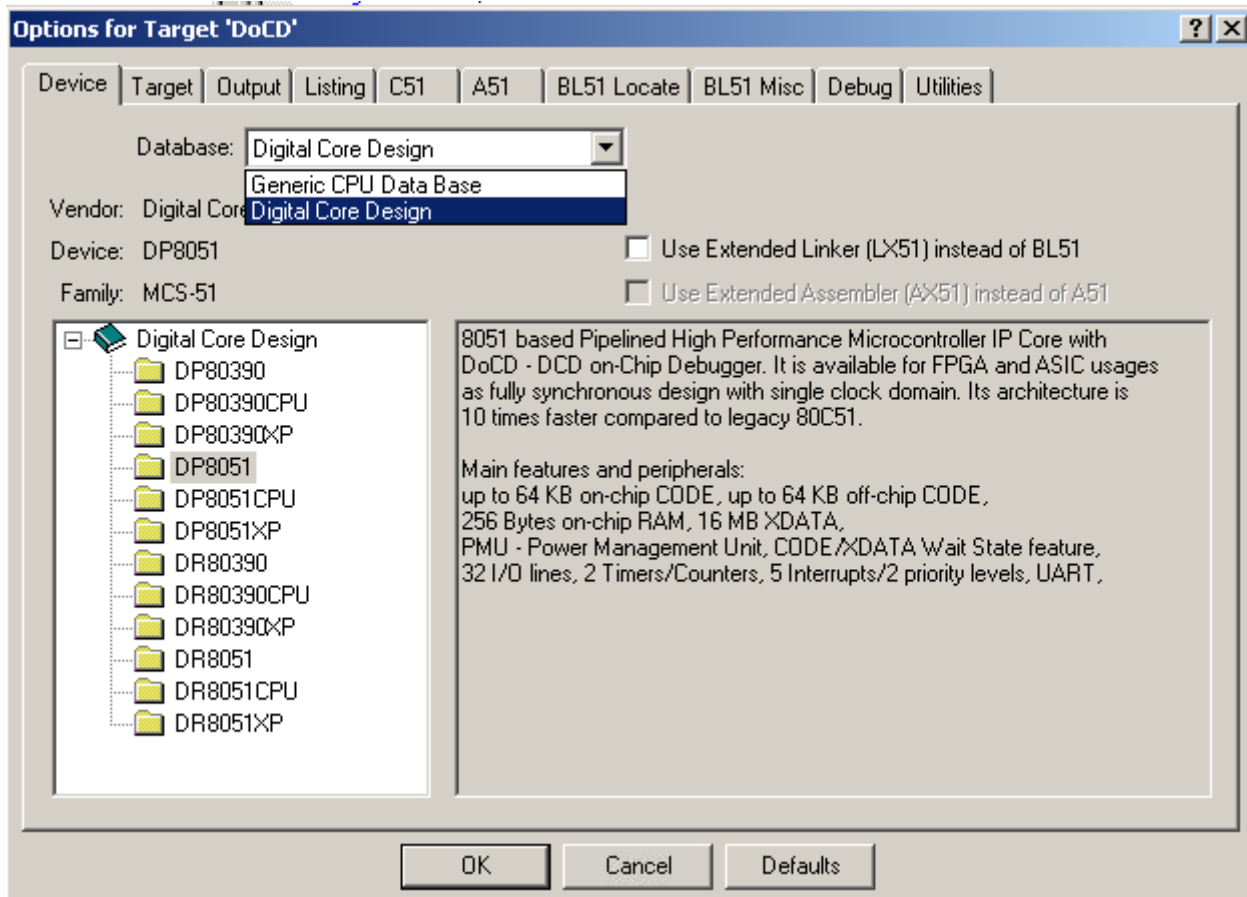 Options for Target 'DoCD'
Device Target Output Listing C51 A51 BL51 Locate BL51 Misc Debug Utilities
Database: Digital Core Design
Generic CPU Data Base
Digital Core Design
Vendor: Digital Core
Device: DP8051
Use Extended Linker (LX51) instead of BL51
Family: MCS-51
Use Extended Assembler (AX51) instead of A51
Digital Core Design
DP80390
DP80390CPU
DP80390XP
DP8051
DP8051CPU
DP8051XP
DR80390
DR80390CPU
DR80390XP
DR8051
DR8051CPU
DR8051XP
8051 based Pipelined High Performance Microcontroller IP Core with
DoCD - DCD on-Chip Debugger. It is available for FPGA and ASIC usages
as fully synchronous design with single clock domain. Its architecture is
10 times faster compared to legacy 80C51.
Main features and peripherals:
up to 64 KB on-chip CODE, up to 64 KB off-chip CODE,
256 Bytes on-chip RAM, 16 MB XDATA,
PMU - Power Management Unit, CODE/XDATA Wait State feature,
32 I/O lines, 2 Timers/Counters, 5 Interrupts/2 priority levels, UART,
OK Cancel Defaults